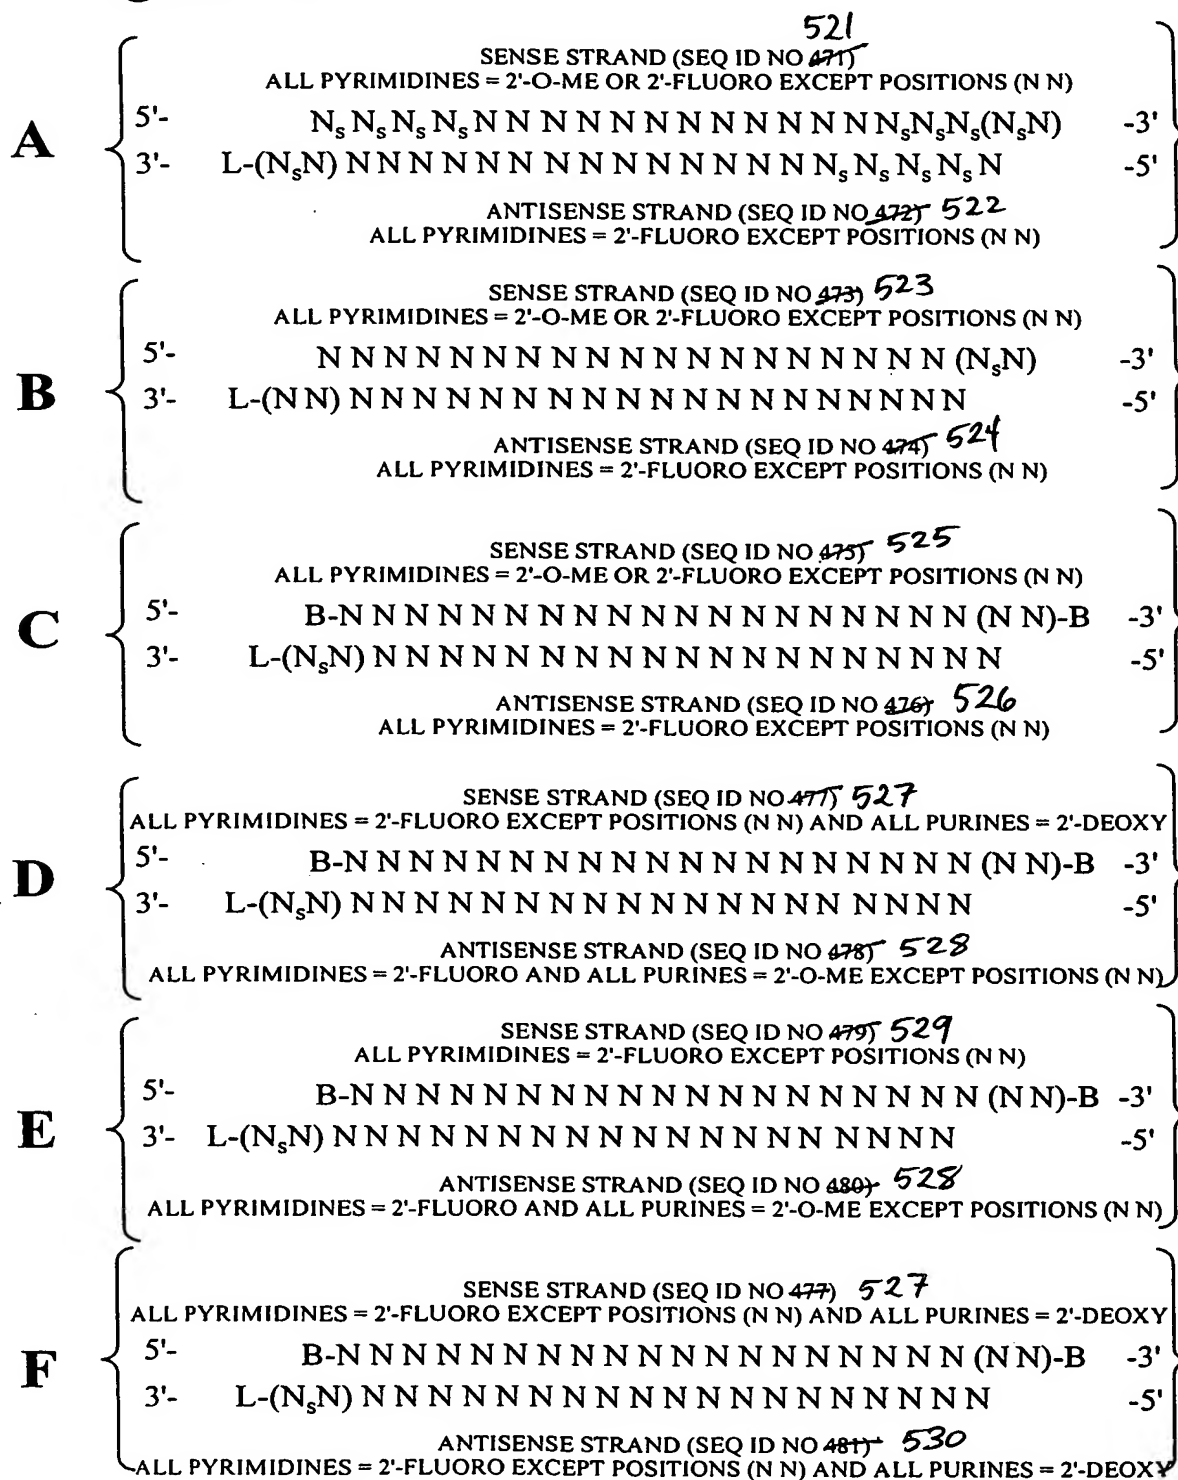 521
SENSE STRAND (SEQ ID NO 471)
ALL PYRIMIDINES = 2'-O-ME OR 2'-FLUORO EXCEPT POSITIONS (N N)
A
5'- NsNsNsNsN N N N N N N N N N N N NsNsNs(NsN) -3'
3'- L-(NsN) N N N N N N N N N N N N N N Ns Ns Ns Ns N -5'
ANTISENSE STRAND (SEQ ID NO 472) 522
ALL PYRIMIDINES = 2'-FLUORO EXCEPT POSITIONS (N N)
SENSE STRAND (SEQ ID NO 473) 523
ALL PYRIMIDINES = 2'-O-ME OR 2'-FLUORO EXCEPT POSITIONS (N N)
B
5'- N N N N N N N N N N N N N N N N N N N (NsN) -3'
3'- L-(N N) N N N N N N N N N N N N N N N N N N N -5'
ANTISENSE STRAND (SEQ ID NO 474) 524
ALL PYRIMIDINES = 2'-FLUORO EXCEPT POSITIONS (N N)
SENSE STRAND (SEQ ID NO 475) 525
ALL PYRIMIDINES = 2'-O-ME OR 2'-FLUORO EXCEPT POSITIONS (N N)
C
5'- B-N N N N N N N N N N N N N N N N N N N (N N)-B -3'
3'- L-(NsN) N N N N N N N N N N N N N N N N N N N -5'
ANTISENSE STRAND (SEQ ID NO 476) 526
ALL PYRIMIDINES = 2'-FLUORO EXCEPT POSITIONS (N N)
SENSE STRAND (SEQ ID NO 477) 527
ALL PYRIMIDINES = 2'-FLUORO EXCEPT POSITIONS (N N) AND ALL PURINES = 2'-DEOXY
D
5'- B-N N N N N N N N N N N N N N N N N N N (N N)-B -3'
3'- L-(NsN) N N N N N N N N N N N N N N N N N N N -5'
ANTISENSE STRAND (SEQ ID NO 478) 528
ALL PYRIMIDINES = 2'-FLUORO AND ALL PURINES = 2'-O-ME EXCEPT POSITIONS (N N)
SENSE STRAND (SEQ ID NO 479) 529
ALL PYRIMIDINES = 2'-FLUORO EXCEPT POSITIONS (N N)
E
5'- B-N N N N N N N N N N N N N N N N N N N (N N)-B -3'
3'- L-(NsN) N N N N N N N N N N N N N N N N N N N -5'
ANTISENSE STRAND (SEQ ID NO 480) 528
ALL PYRIMIDINES = 2'-FLUORO AND ALL PURINES = 2'-O-ME EXCEPT POSITIONS (N N)
SENSE STRAND (SEQ ID NO 477) 527
ALL PYRIMIDINES = 2'-FLUORO EXCEPT POSITIONS (N N) AND ALL PURINES = 2'-DEOXY
F
5'- B-N N N N N N N N N N N N N N N N N N N (N N)-B -3'
3'- L-(NsN) N N N N N N N N N N N N N N N N N N N -5'
ANTISENSE STRAND (SEQ ID NO 481) 530
ALL PYRIMIDINES = 2'-FLUORO EXCEPT POSITIONS (N N) AND ALL PURINES = 2'-DEOXY